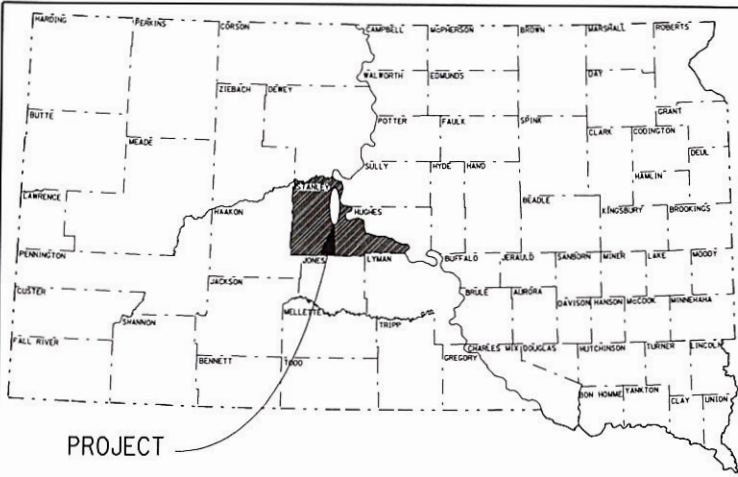 HARDING
PERKINS
CORSON
CAMPBELL
McPHERSON
BROWN
MARSHALL
ROBERTS
WALWORTH
EDMUNDS
DAY
ZIEBACH
DEWEY
GRANT
BUTTE
POTTER
FAULK
SPINK
CLARK
CODINGTON
MEADE
DEUL
SULLY
HYDE
HAND
HAMLIN
STANLEY
LAWRENCE
BEADLE
HAAKON
HUGHES
KINGSBURY
BROOKINGS
PENNINGTON
JONES
LYMAN
BUFFALO
JERAULD
SANBORN
MINER
LAKE
MOODY
JACKSON
CUSTER
BRULE
AURORA
DAVISON
HANSON
McCOOK
MINNEHAHA
MELLETTE
SHANNON
TRIPP
FALL RIVER
BENNETT
TODD
GREGORY
CHARLES MIX
DOUGLAS
HUTCHINSON
TURNER
LINCOLN
BON HOMME
YANKTON
CLAY
UNION
PROJECT